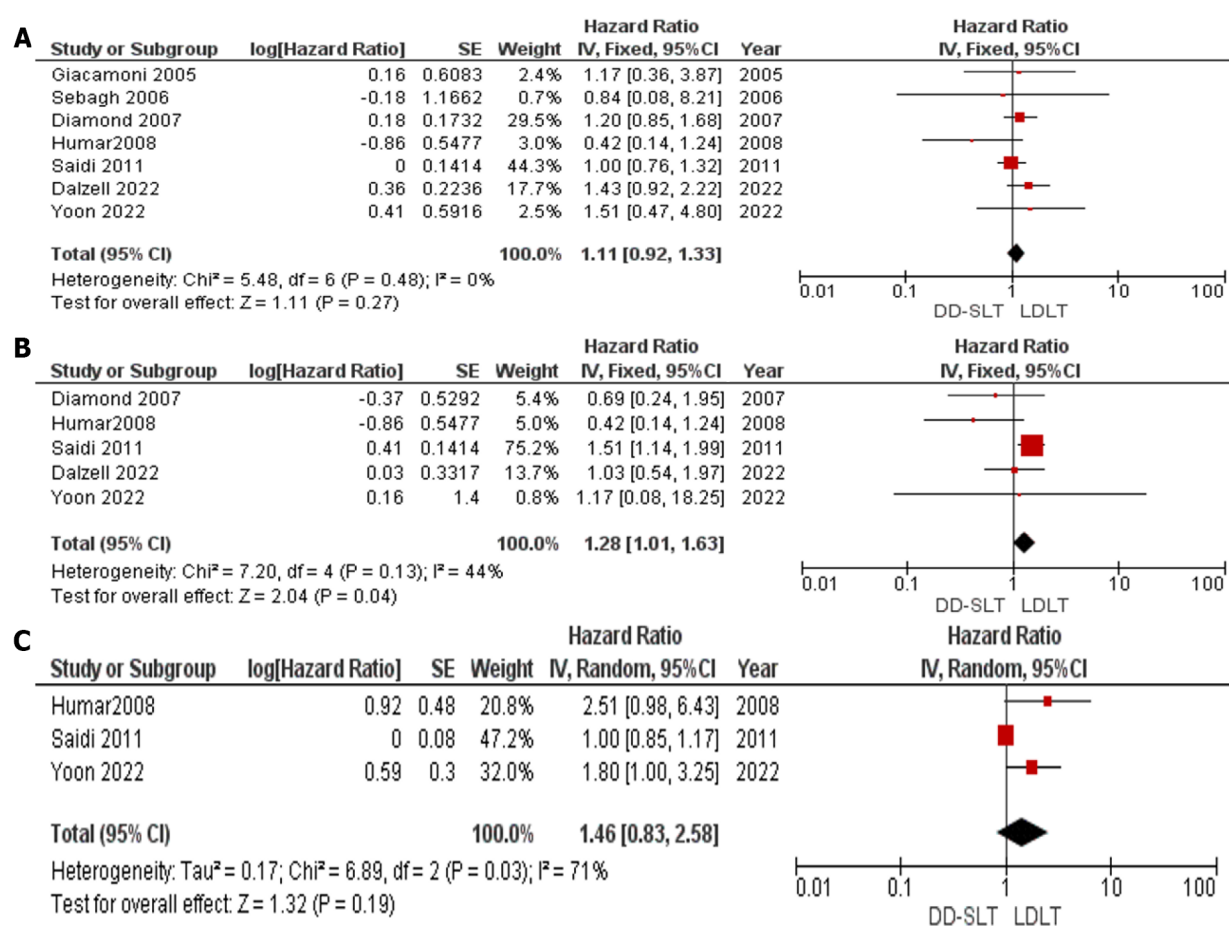 A
Hazard Ratio Hazard Ratio
Study or Subgroup log[Hazard Ratio] SE Weight IV, Fixed, 95%CI Year IV, Fixed, 95%CI
Giacamoni 2005 0.16 0.6083 2.4% 1.17 [0.36, 3.87] 2005
Sebagh 2006 -0.18 1.1662 0.7% 0.84 [0.08, 8.21] 2006
Diamond 2007 0.18 0.1732 29.5% 1.20 [0.85, 1.68] 2007
Humar2008 -0.86 0.5477 3.0% 0.42 [0.14, 1.24] 2008
Saidi 2011 0 0.1414 44.3% 1.00 [0.76, 1.32] 2011
Dalzell 2022 0.36 0.2236 17.7% 1.43 [0.92, 2.22] 2022
Yoon 2022 0.41 0.5916 2.5% 1.51 [0.47, 4.80] 2022
Total (95% CI) 100.0% 1.11 [0.92, 1.33]
Heterogeneity: Chi² = 5.48, df = 6 (P = 0.48); I² = 0%
Test for overall effect: Z = 1.11 (P = 0.27)
0.01 0.1 1 10 100
DD-SLT LDLT
B
Hazard Ratio Hazard Ratio
Study or Subgroup log[Hazard Ratio] SE Weight IV, Fixed, 95%CI Year IV, Fixed, 95%CI
Diamond 2007 -0.37 0.5292 5.4% 0.69 [0.24, 1.95] 2007
Humar2008 -0.86 0.5477 5.0% 0.42 [0.14, 1.24] 2008
Saidi 2011 0.41 0.1414 75.2% 1.51 [1.14, 1.99] 2011
Dalzell 2022 0.03 0.3317 13.7% 1.03 [0.54, 1.97] 2022
Yoon 2022 0.16 1.4 0.8% 1.17 [0.08, 18.25] 2022
Total (95% CI) 100.0% 1.28 [1.01, 1.63]
Heterogeneity: Chi² = 7.20, df = 4 (P = 0.13); I² = 44%
Test for overall effect: Z = 2.04 (P = 0.04)
0.01 0.1 1 10 100
DD-SLT LDLT
C
Hazard Ratio Hazard Ratio
Study or Subgroup log[Hazard Ratio] SE Weight IV, Random, 95%CI Year IV, Random, 95%CI
Humar2008 0.92 0.48 20.8% 2.51 [0.98, 6.43] 2008
Saidi 2011 0 0.08 47.2% 1.00 [0.85, 1.17] 2011
Yoon 2022 0.59 0.3 32.0% 1.80 [1.00, 3.25] 2022
Total (95% CI) 100.0% 1.46 [0.83, 2.58]
Heterogeneity: Tau² = 0.17; Chi² = 6.89, df = 2 (P = 0.03); I² = 71%
Test for overall effect: Z = 1.32 (P = 0.19)
0.01 0.1 1 10 100
DD-SLT LDLT